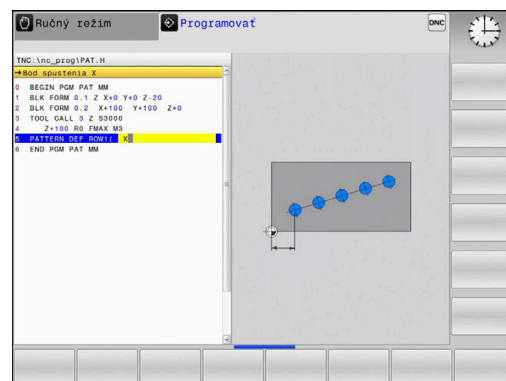 Ručný režim
Programovať
DNC
TNC:\nc_prog\PAT.H
→Bod spustenia X
0 BEGIN PGM PAT MM
1 BLK FORM 0.1 Z X+0 Y+0 Z-20
2 BLK FORM 0.2 X+100 Y+100 Z+0
3 TOOL CALL 3 Z S3000
4 Z+100 R0 FMAX M3
5 PATTERN DEF ROW1( X
6 END PGM PAT MM